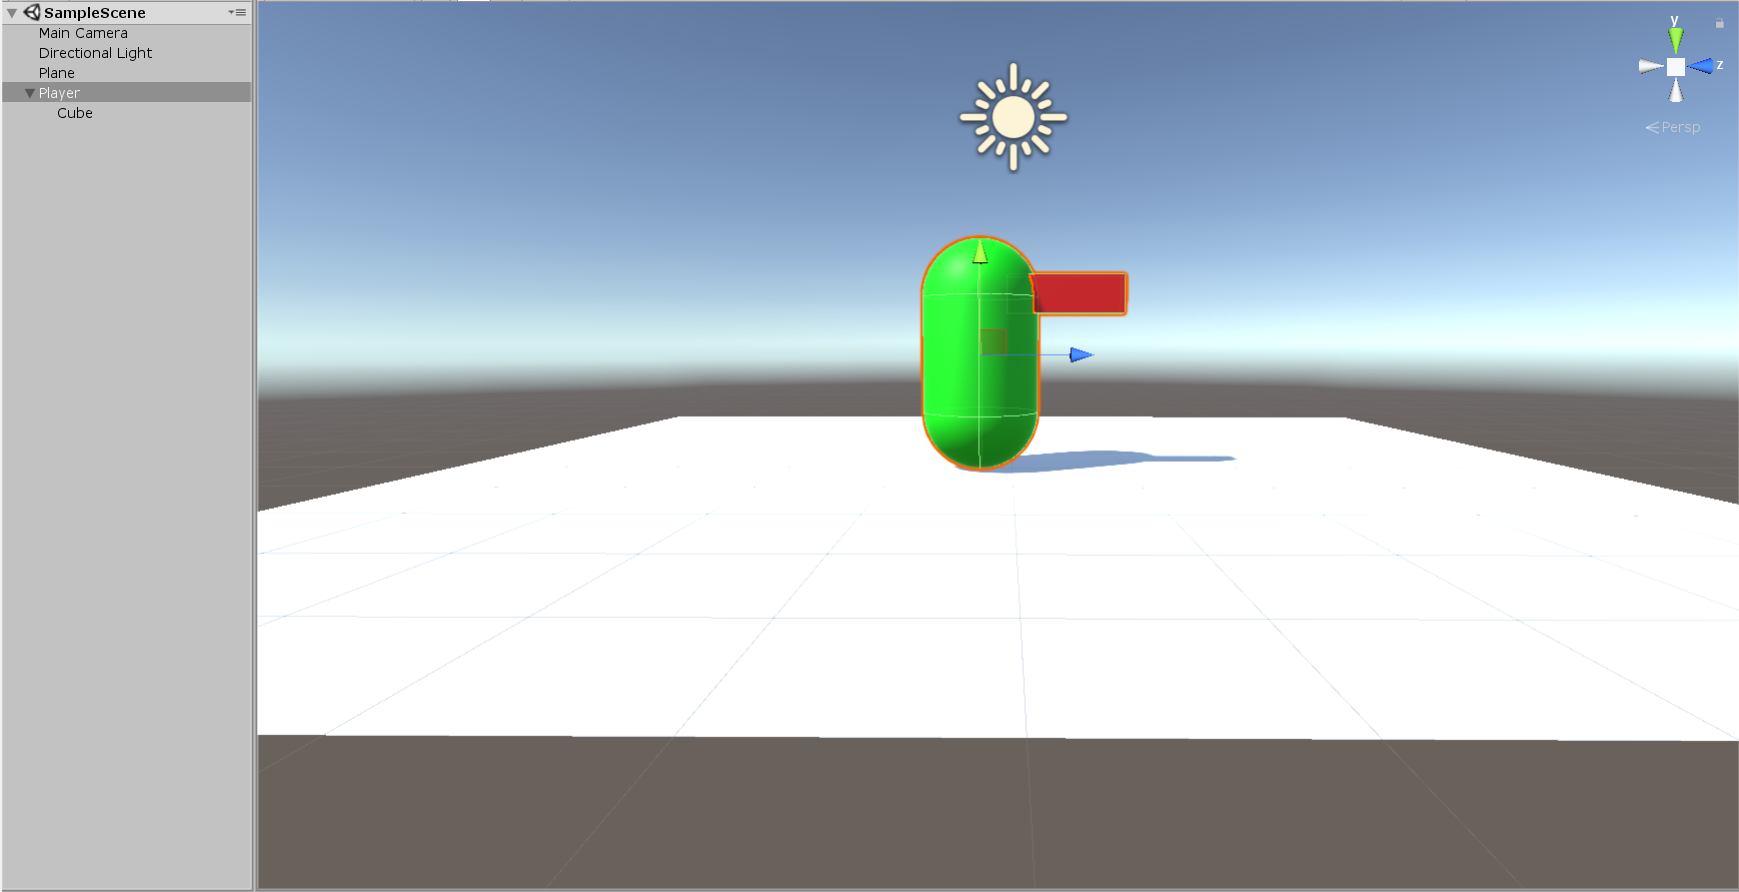 SampleScene
Main Camera
Directional Light
Plane
Player
Cube
y
z
Persp